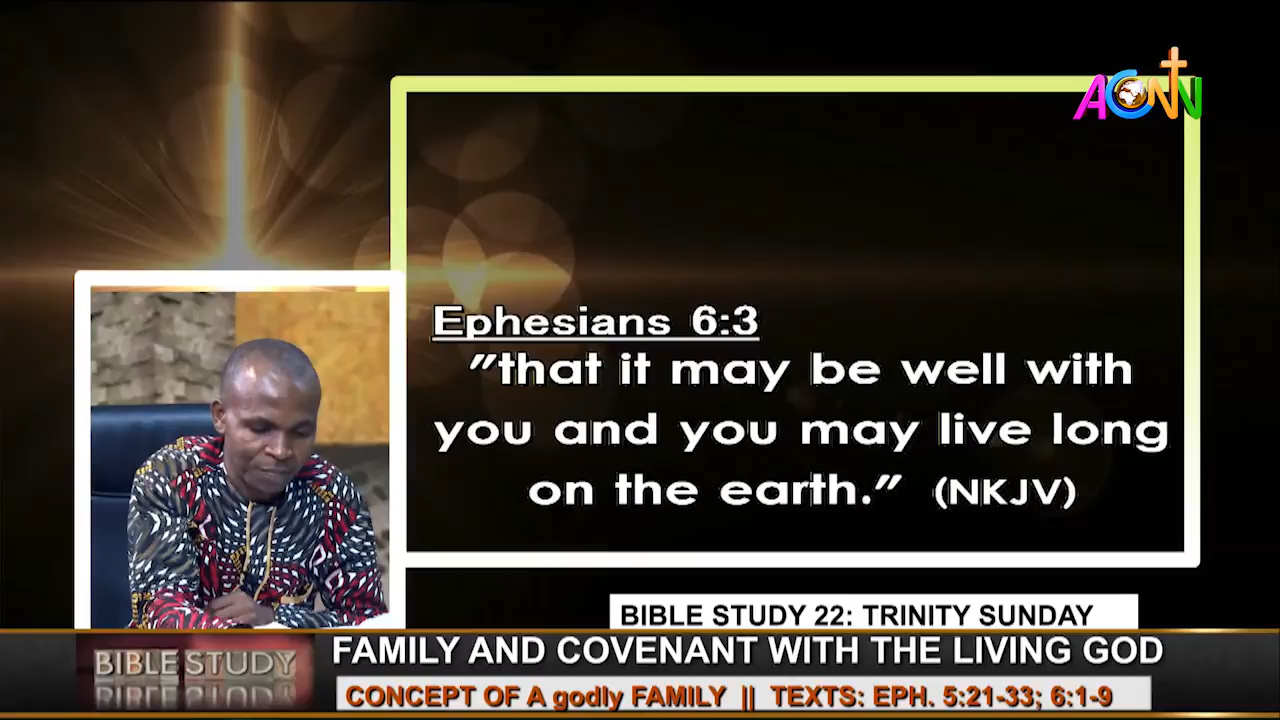 ACNN
Ephesians 6:3
"that it may be well with
you and you may live long
on the earth." (NKJV)
BIBLE STUDY 22: TRINITY SUNDAY
BIBLE STUDY
FAMILY AND COVENANT WITH THE LIVING GOD
CONCEPT OF A godly FAMILY || TEXTS: EPH. 5:21-33; 6:1-9